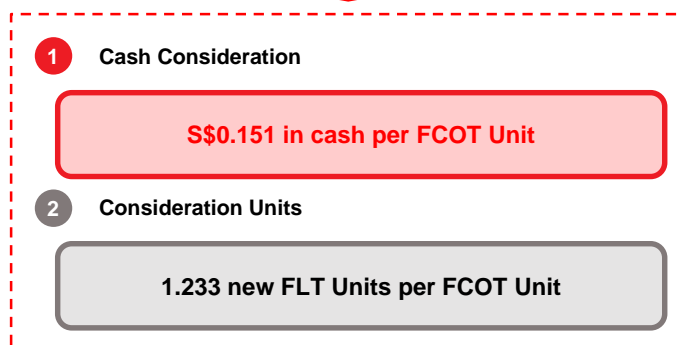 1 Cash Consideration
S$0.151 in cash per FCOT Unit
2 Consideration Units
1.233 new FLT Units per FCOT Unit